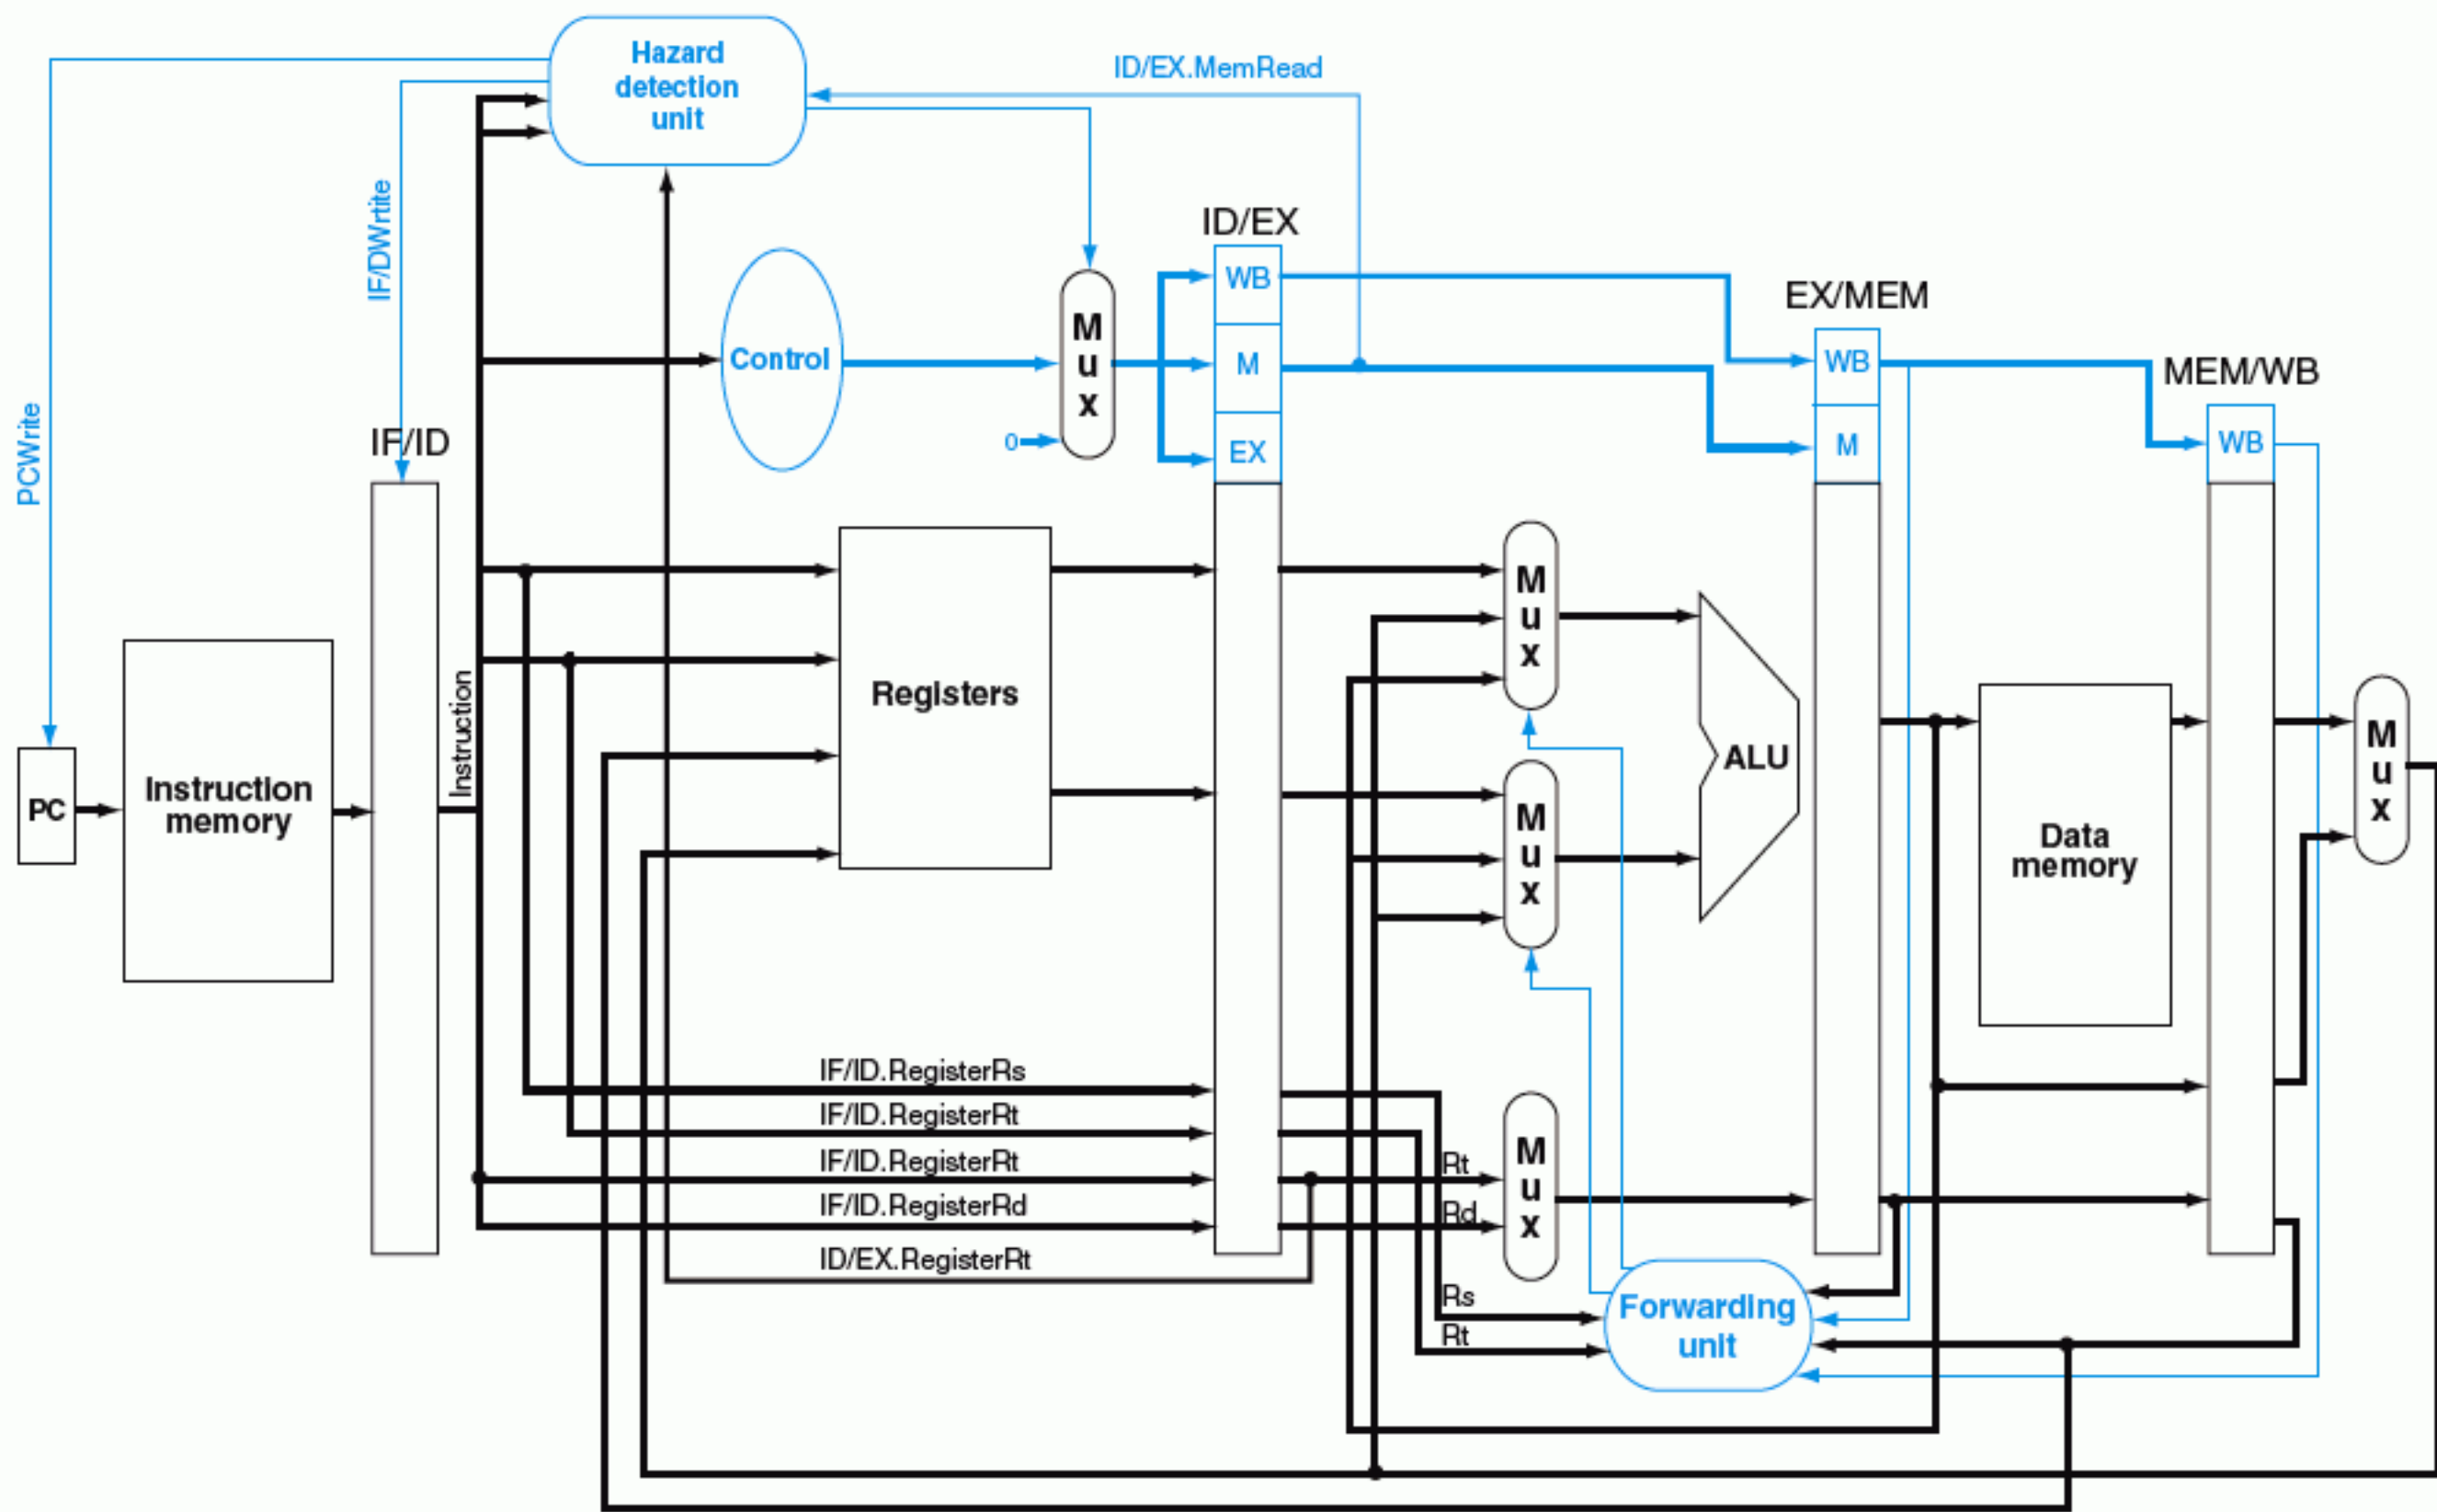 Hazard
detection
unit
ID/EX.MemRead
IF/DWrtite
ID/EX
WB
M
EX
Control
M
u
x
0
EX/MEM
WB
M
MEM/WB
WB
PCWrite
IF/ID
PC
Instruction
memory
Instruction
Registers
M
u
x
M
u
x
ALU
Data
memory
M
u
x
IF/ID.RegisterRs
IF/ID.RegisterRt
IF/ID.RegisterRt
IF/ID.RegisterRd
ID/EX.RegisterRt
Rt
Rd
M
u
x
Rs
Rt
Forwarding
unit